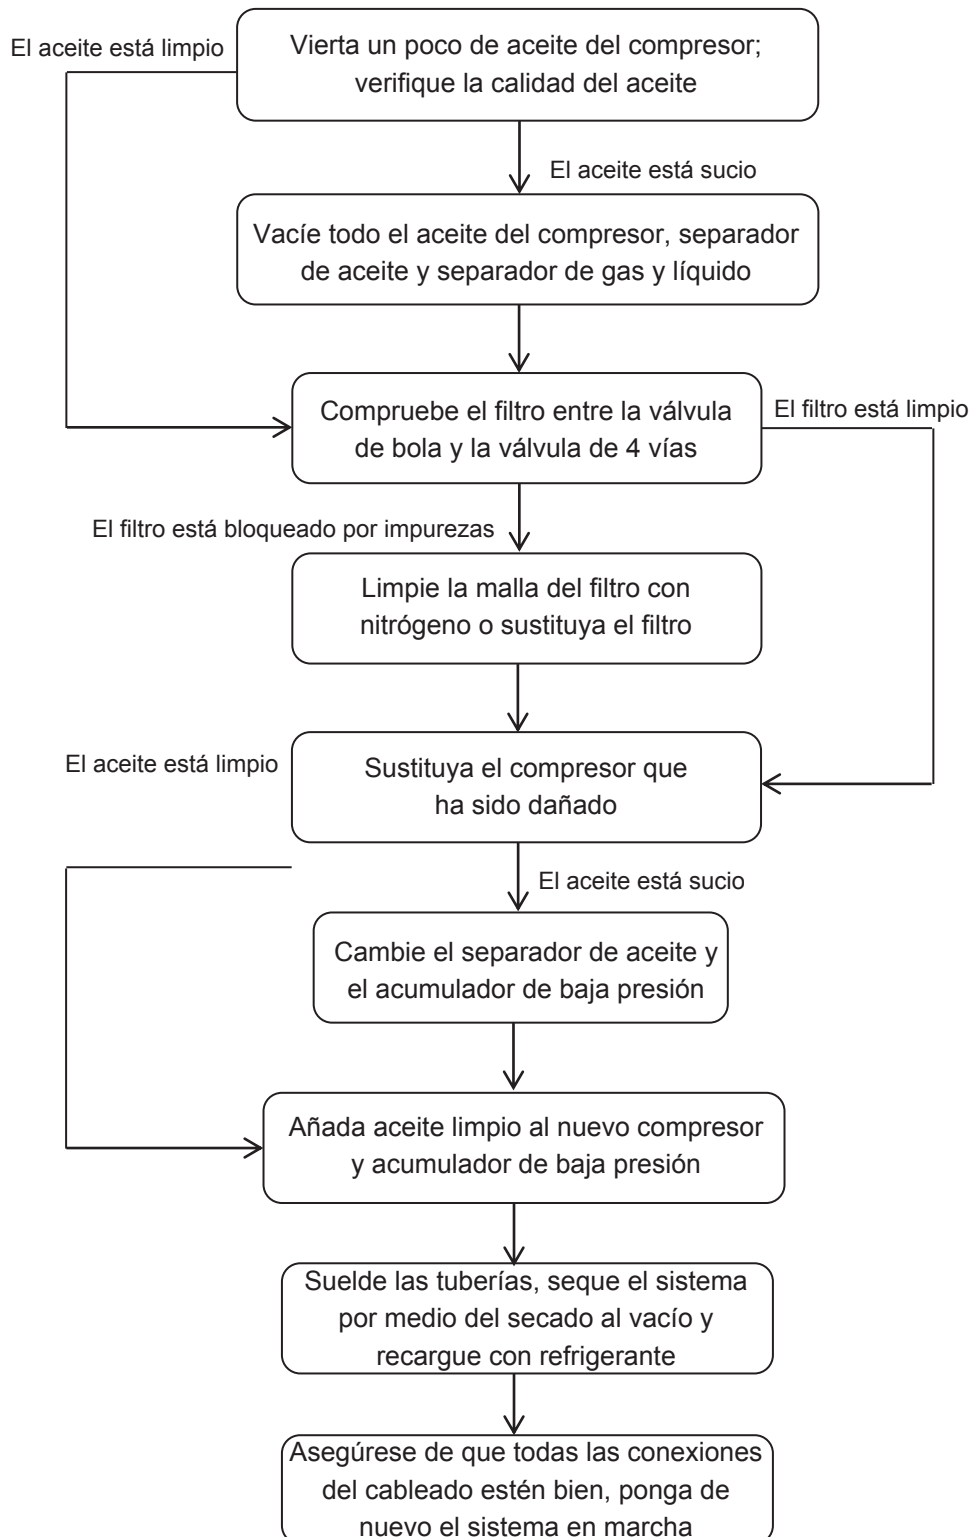 El aceite está limpio
Vierta un poco de aceite del compresor;
verifique la calidad del aceite
El aceite está sucio
Vacíe todo el aceite del compresor, separador
de aceite y separador de gas y líquido
Compruebe el filtro entre la válvula
de bola y la válvula de 4 vías
El filtro está limpio
El filtro está bloqueado por impurezas
Limpie la malla del filtro con
nitrógeno o sustituya el filtro
El aceite está limpio
Sustituya el compresor que
ha sido dañado
El aceite está sucio
Cambie el separador de aceite y
el acumulador de baja presión
Añada aceite limpio al nuevo compresor
y acumulador de baja presión
Suelde las tuberías, seque el sistema
por medio del secado al vacío y
recargue con refrigerante
Asegúrese de que todas las conexiones
del cableado estén bien, ponga de
nuevo el sistema en marcha